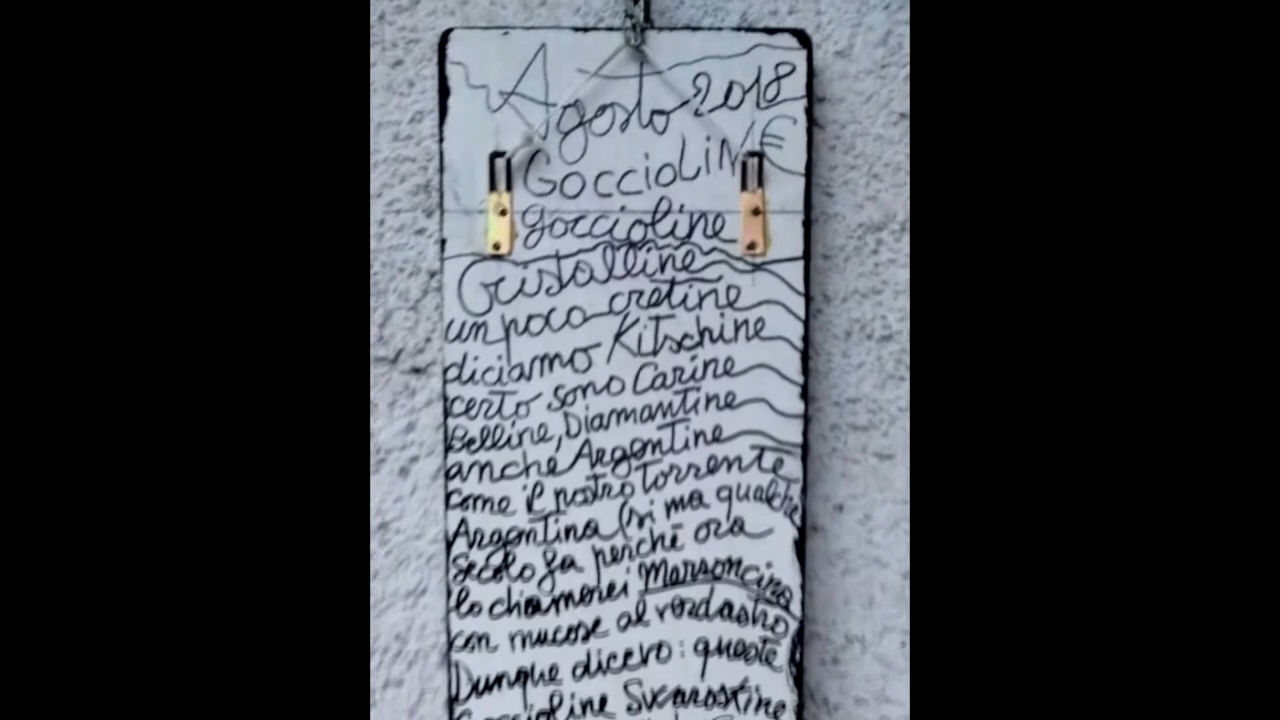 Agosto 2018
GOCCIOLINE
goccioline
Cristalline
un poco cretine
diciamo Kitschine
certo sono Carine
Belline, Diamantine
anche Argentine
come il nostro Torrente
Argentina (si ma qualche
secolo fa perchè ora
lo chiamerei Marroncina
con mucose al verdastro
Dunque dicevo: queste
Goccioline Swarostine